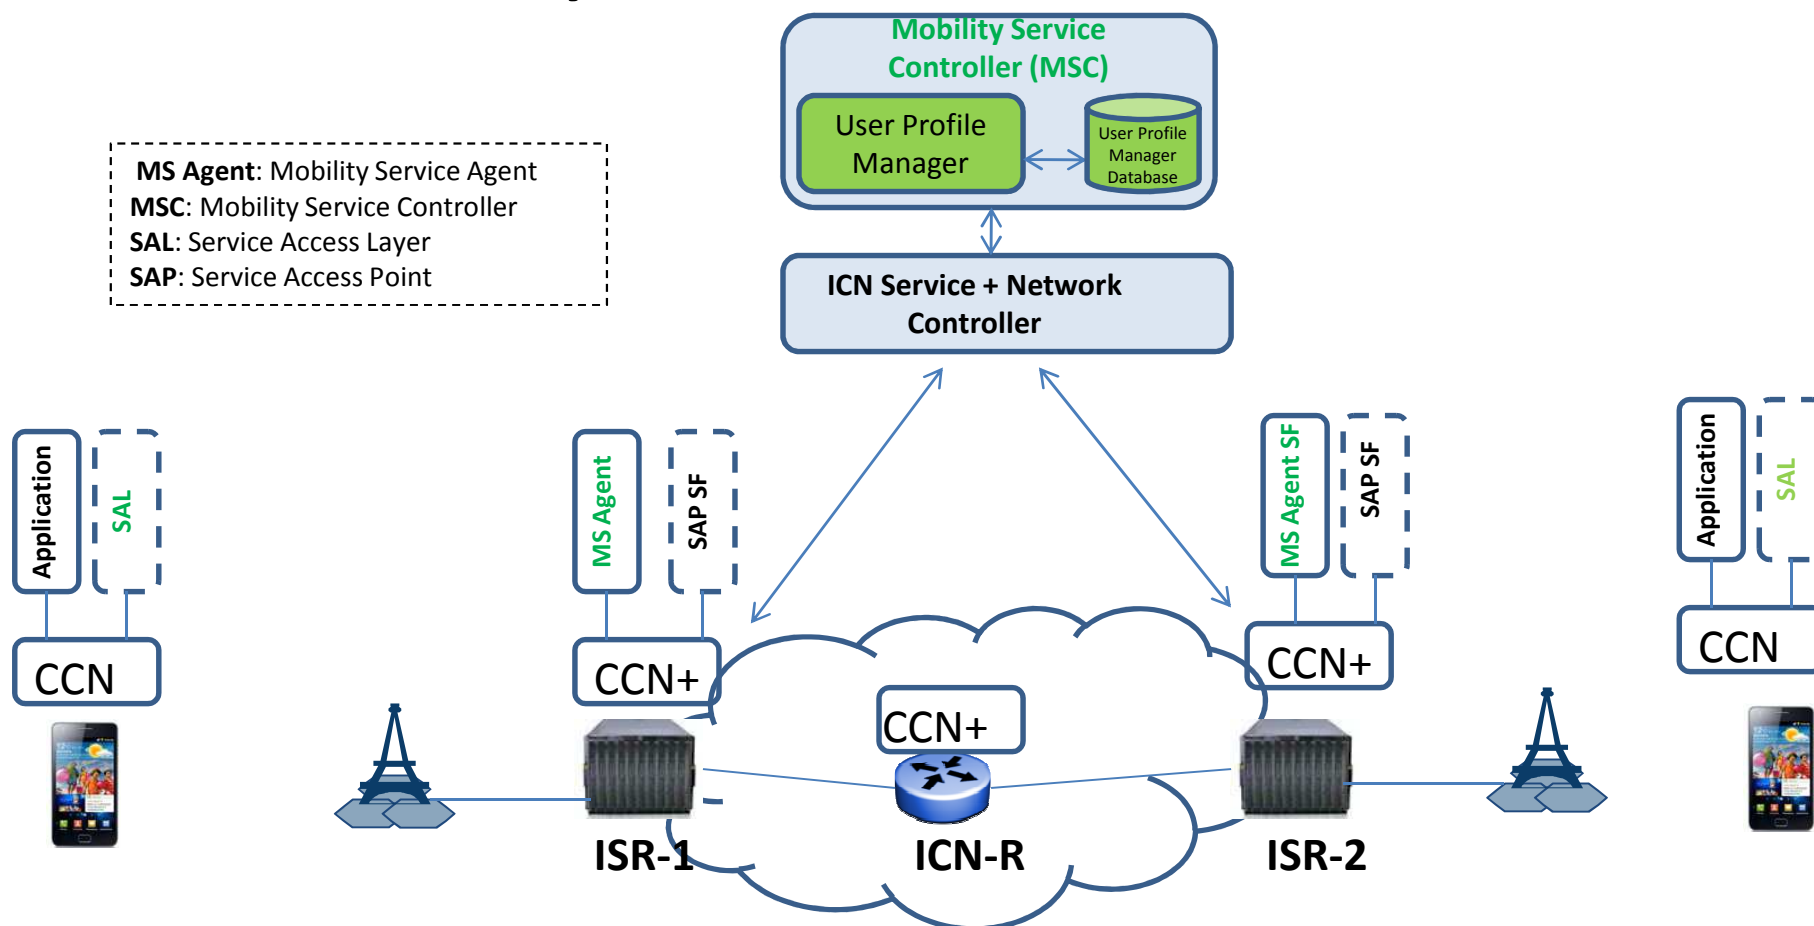 Mobility Service
Controller (MSC)
User Profile
Manager
User Profile
Manager
Database
MS Agent: Mobility Service Agent
MSC: Mobility Service Controller
SAL: Service Access Layer
SAP: Service Access Point
ICN Service + Network
Controller
Application
SAL
CCN
MS Agent
SAP SF
CCN+
CCN+
MS Agent SF
SAP SF
CCN+
Application
SAL
CCN
ISR-1
ICN-R
ISR-2